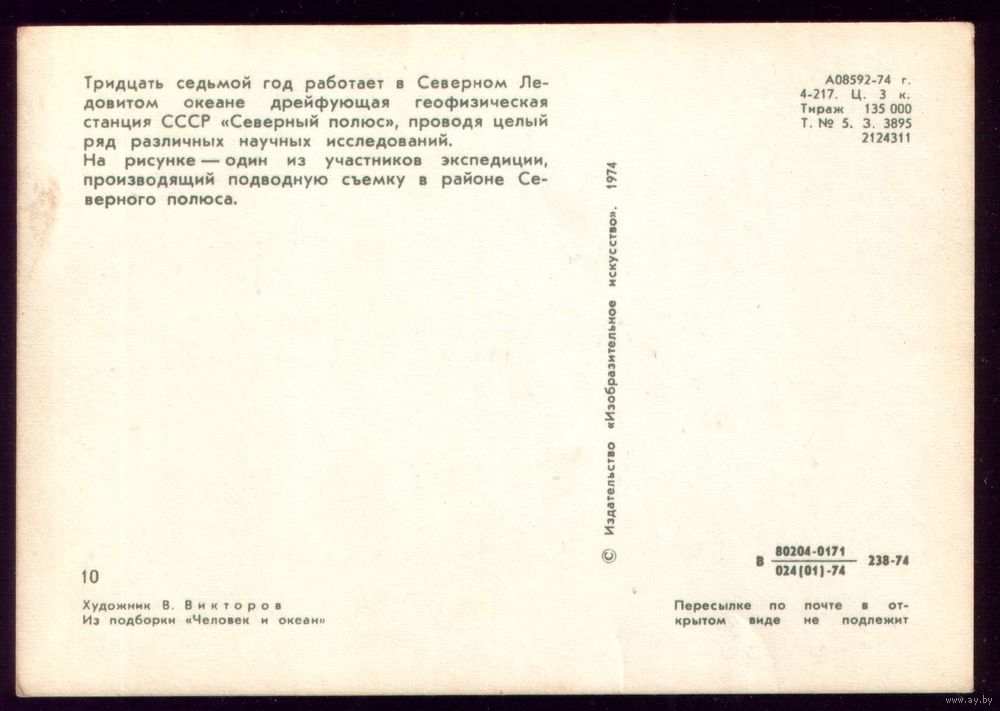 Тридцать седьмой год работает в Северном Ле-
довитом океане дрейфующая геофизическая
станция СССР «Северный полюс», проводя целый
ряд различных научных исследований.
На рисунке — один из участников экспедиции,
производящий подводную съемку в районе Се-
верного полюса.
10
Художник В. Викторов
Из подборки «Человек и океан»
© Издательство «Изобразительное искусство». 1974
А08592-74 г.
4-217. Ц. 3 к.
Тираж 135 000
Т. № 5. З. 3895
2124311
В 80204-0171 238-74
024(01)-74
Пересылке по почте в от-
крытом виде не подлежит
www.ay.by